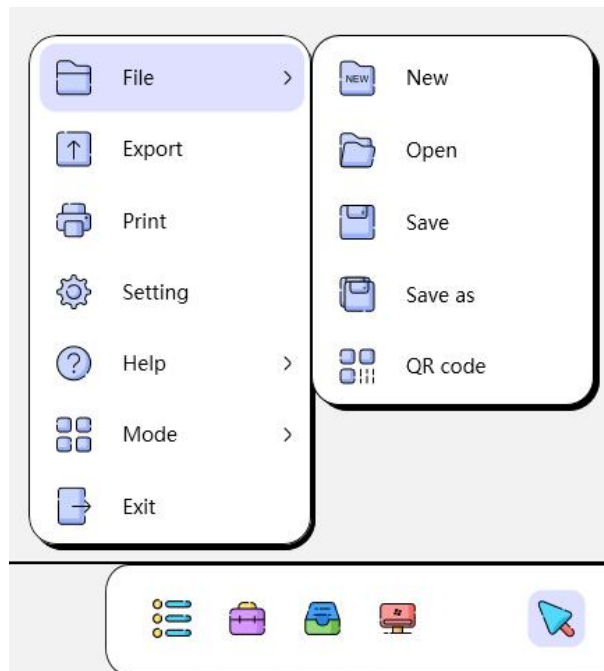 File
Export
Print
Setting
Help
Mode
Exit
NEW
New
Open
Save
Save as
QR code